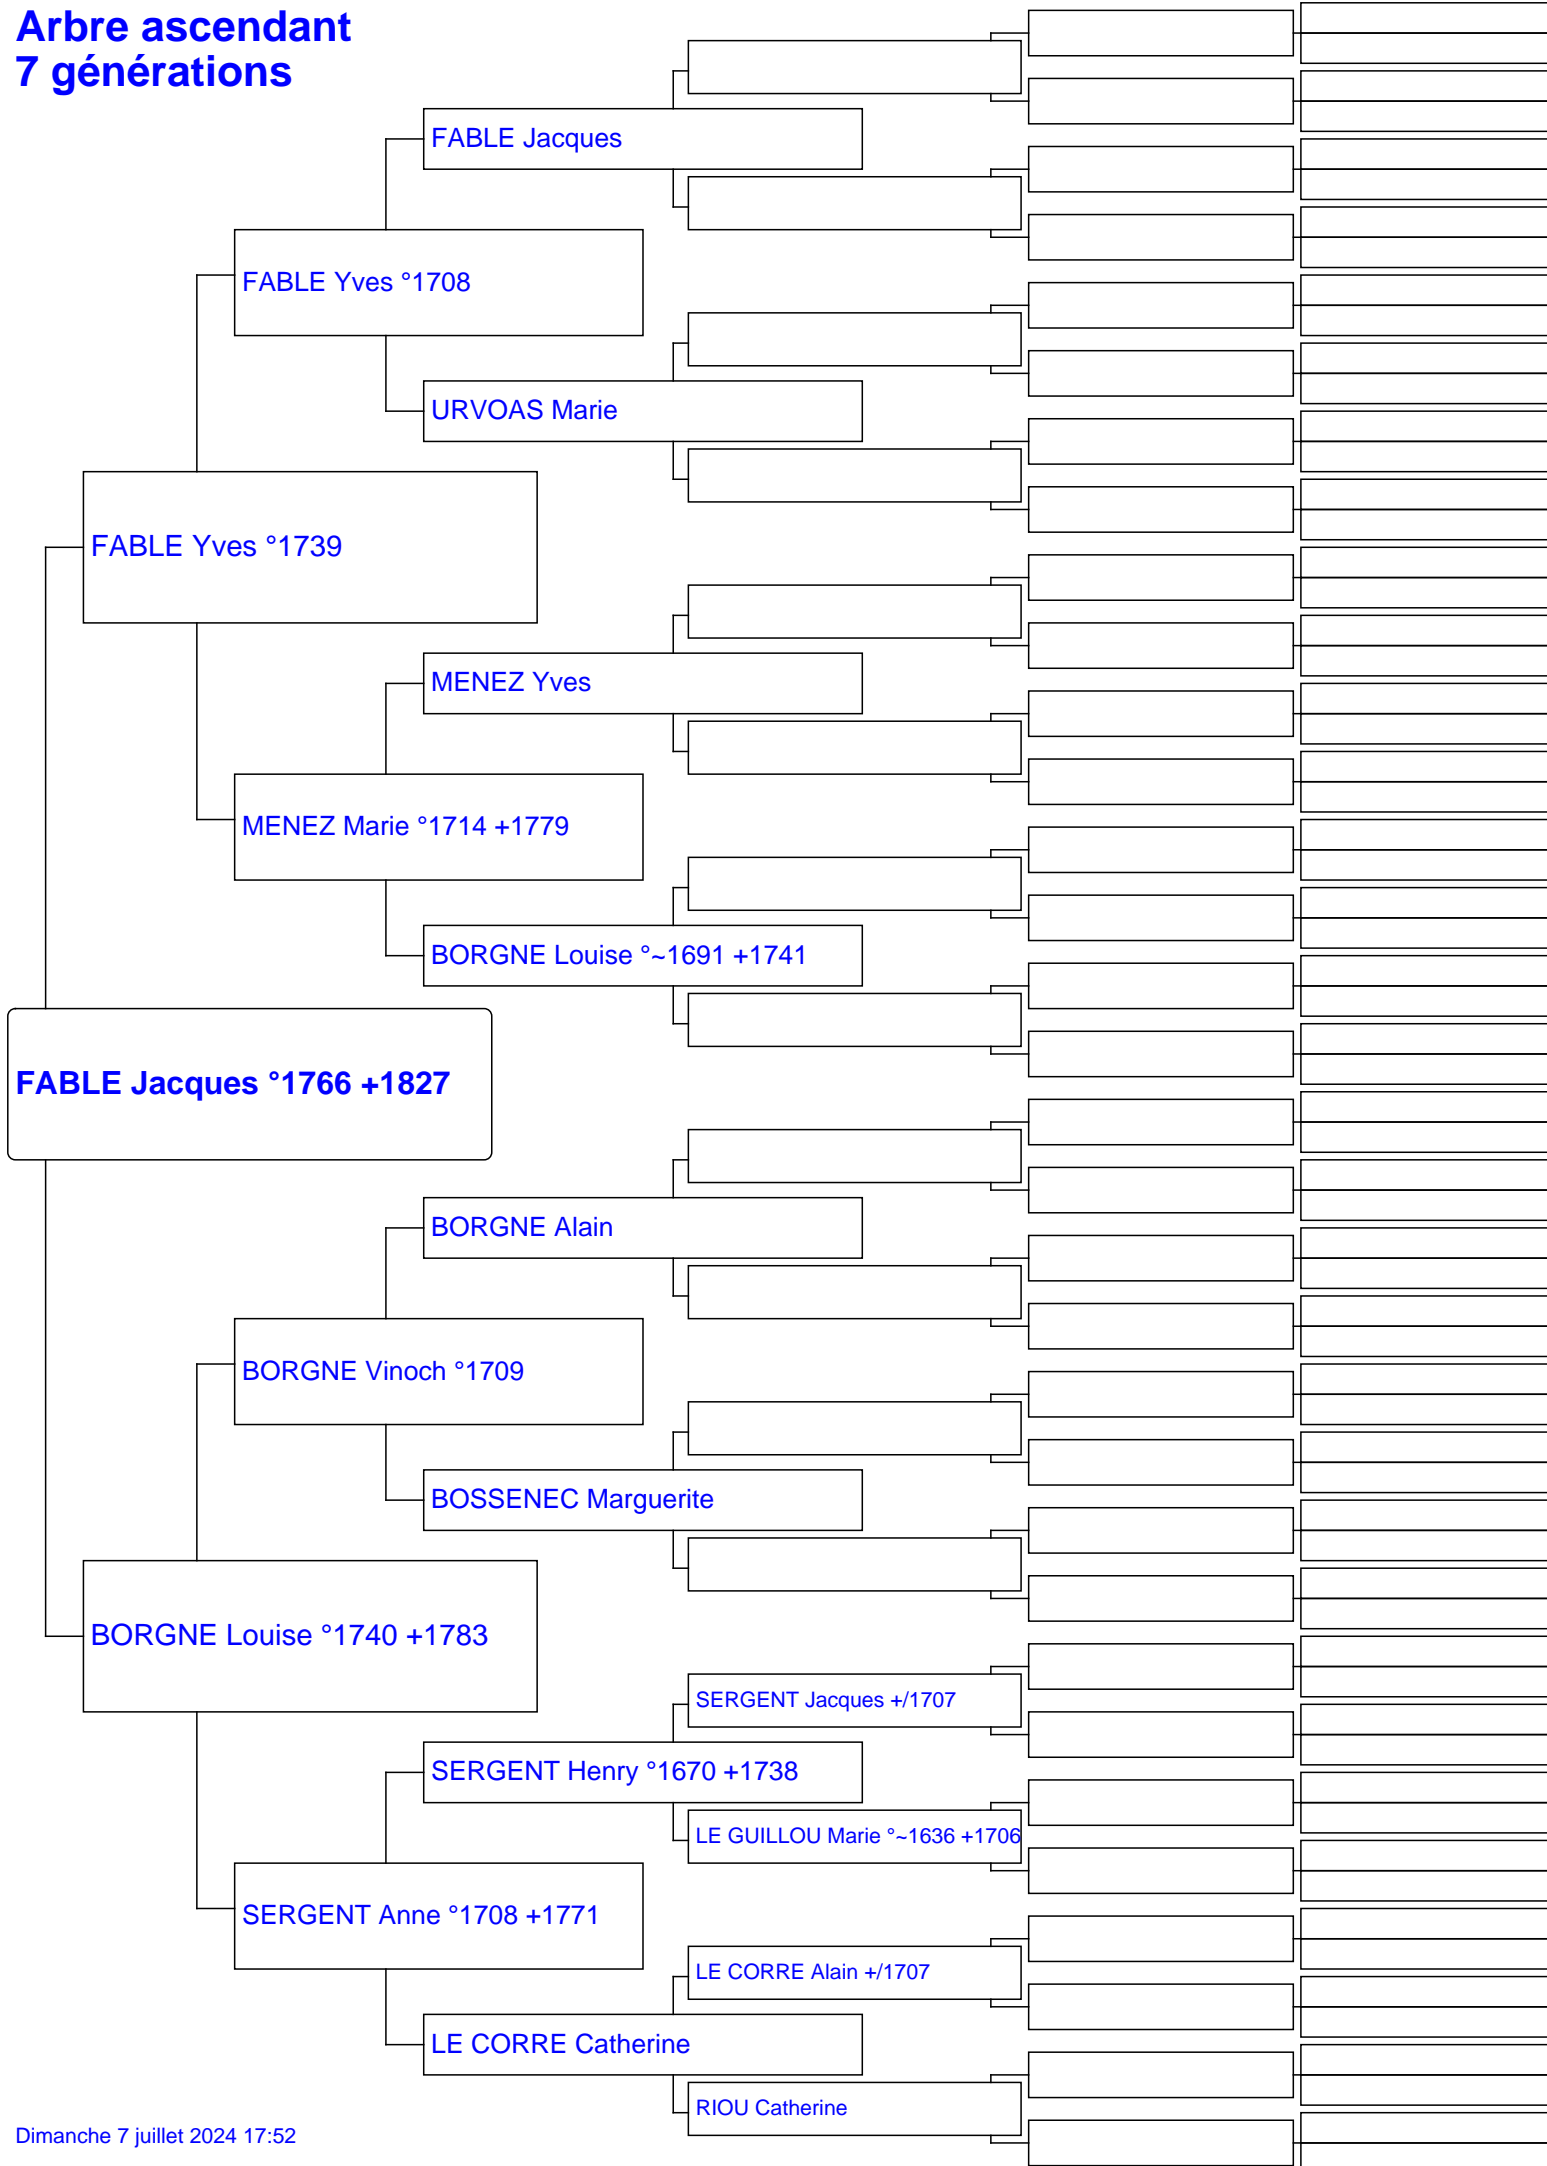 Arbre ascendant
7 générations
FABLE Jacques
FABLE Yves °1708
URVOAS Marie
FABLE Yves °1739
MENEZ Yves
MENEZ Marie °1714 +1779
BORGNE Louise °~1691 +1741
FABLE Jacques °1766 +1827
BORGNE Alain
BORGNE Vinoch °1709
BOSSENEC Marguerite
BORGNE Louise °1740 +1783
SERGENT Jacques +/1707
SERGENT Henry °1670 +1738
LE GUILLOU Marie °~1636 +1706
SERGENT Anne °1708 +1771
LE CORRE Alain +/1707
LE CORRE Catherine
RIOU Catherine
Dimanche 7 juillet 2024 17:52